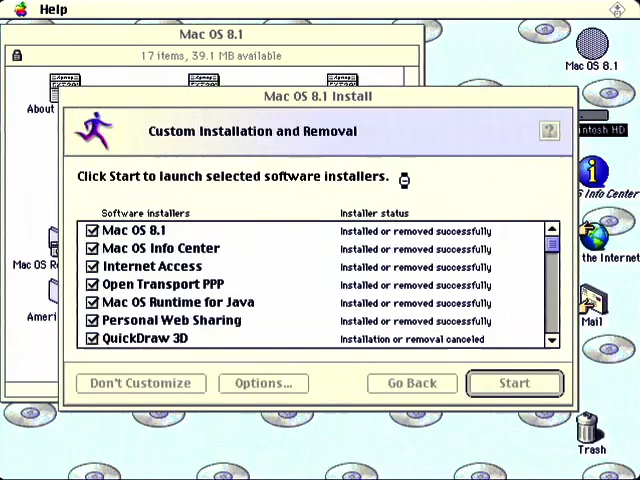 Help
Mac OS 8.1
17 items, 39.1 MB available
Mac OS 8.1
About
Mac OS 8.1 Install
Custom Installation and Removal
?
intosh HD
Click Start to launch selected software installers.
S Info Center
Software installers
Installer status
Mac OS 8.1
Installed or removed successfully
Mac OS Info Center
Installed or removed successfully
the Internet
Mac OS R
Internet Access
Installed or removed successfully
Open Transport PPP
Installed or removed successfully
Mac OS Runtime for Java
Installed or removed successfully
Ameri
Personal Web Sharing
Installed or removed successfully
Mail
QuickDraw 3D
Installation or removal canceled
Don't Customize
Options...
Go Back
Start
Trash